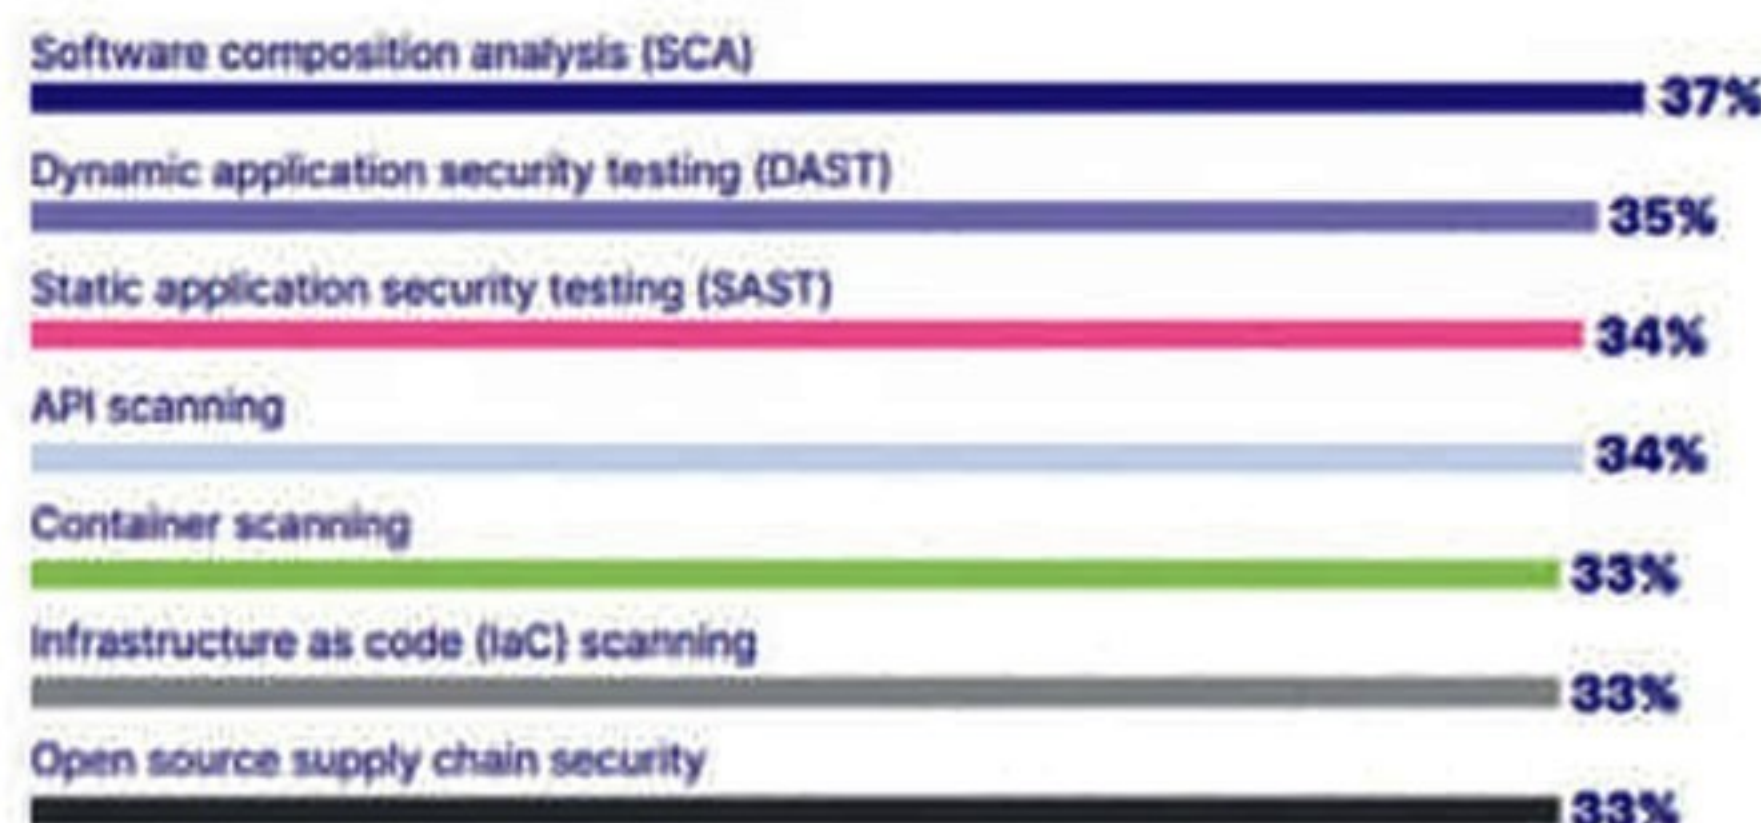 Software composition analysis (SCA)
37%
Dynamic application security testing (DAST)
35%
Static application security testing (SAST)
34%
API scanning
34%
Container scanning
33%
Infrastructure as code (IaC) scanning
33%
Open source supply chain security
33%